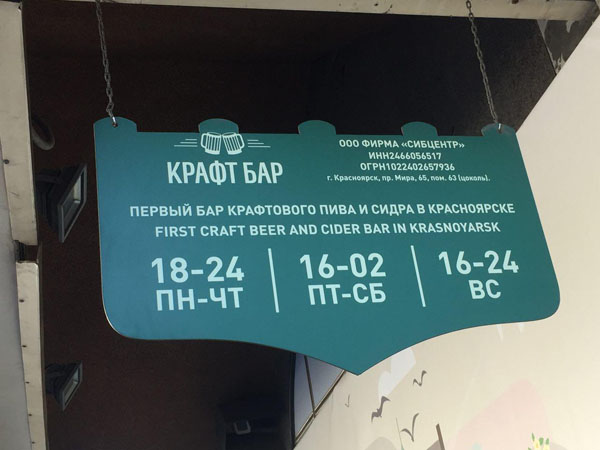 КРАФТ БАР
ООО ФИРМА «СИБЦЕНТР»
ИНН2466056517
ОГРН1022402657936
г. Красноярск, пр. Мира, 65, пом. 63 (цоколь).
ПЕРВЫЙ БАР КРАФТОВОГО ПИВА И СИДРА В КРАСНОЯРСКЕ
FIRST CRAFT BEER AND CIDER BAR IN KRASNOYARSK
18-24
ПН-ЧТ
16-02
ПТ-СБ
16-24
ВС